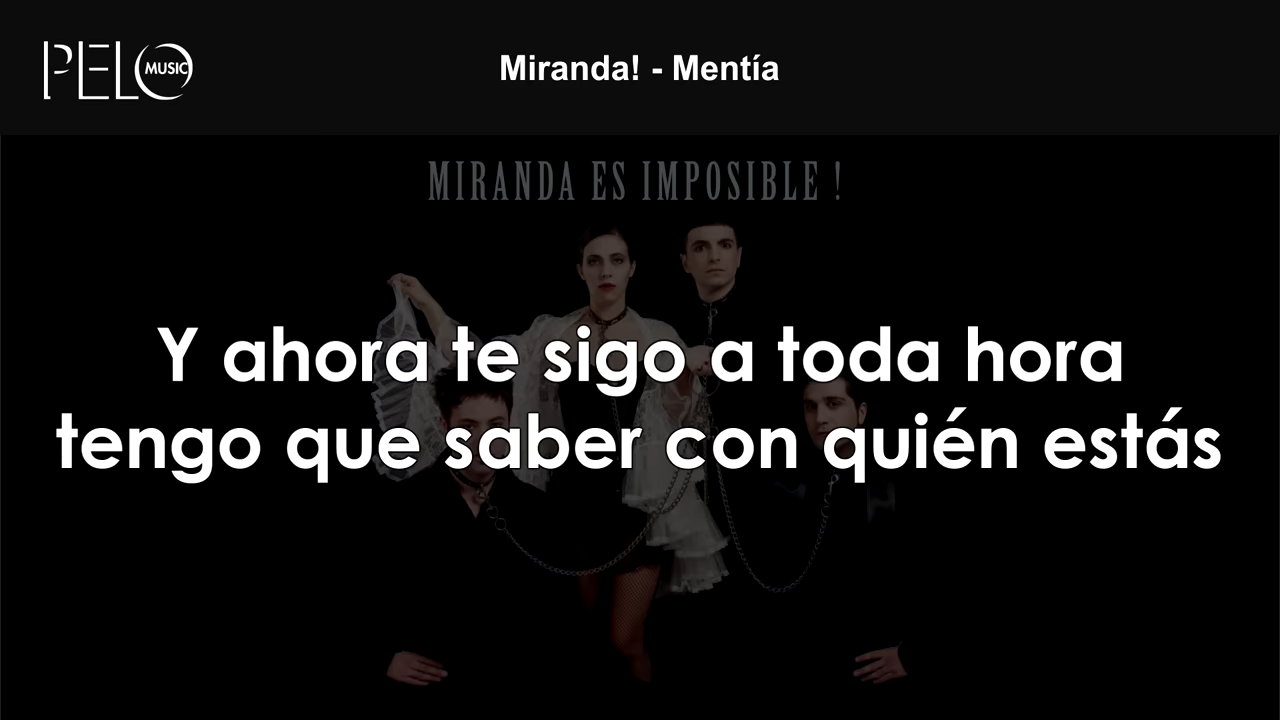 PELO MUSIC
Miranda! - Mentía
MIRANDA ES IMPOSIBLE !
Y ahora te sigo a toda hora
tengo que saber con quién estás